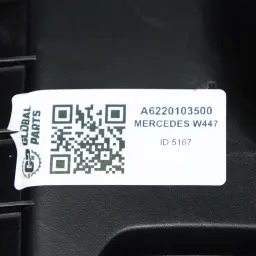 GLOBAL
PARTS
A6220103500
MERCEDES W447
ID 5167